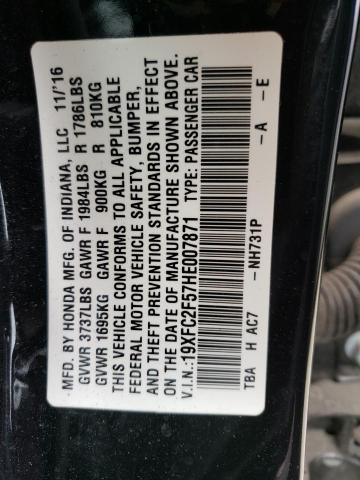 MFD. BY HONDA MFG. OF INDIANA, LLC 11/'16
GVWR 3737LBS GAWR F 1984LBS R 1786LBS
GVWR 1695KG GAWR F 900KG R 810KG
THIS VEHICLE CONFORMS TO ALL APPLICABLE
FEDERAL MOTOR VEHICLE SAFETY, BUMPER,
AND THEFT PREVENTION STANDARDS IN EFFECT
ON THE DATE OF MANUFACTURE SHOWN ABOVE.
V.I.N.:19XFC2F57HE007871 TYPE: PASSENGER CAR
TBA H AC7 -NH731P -A -E